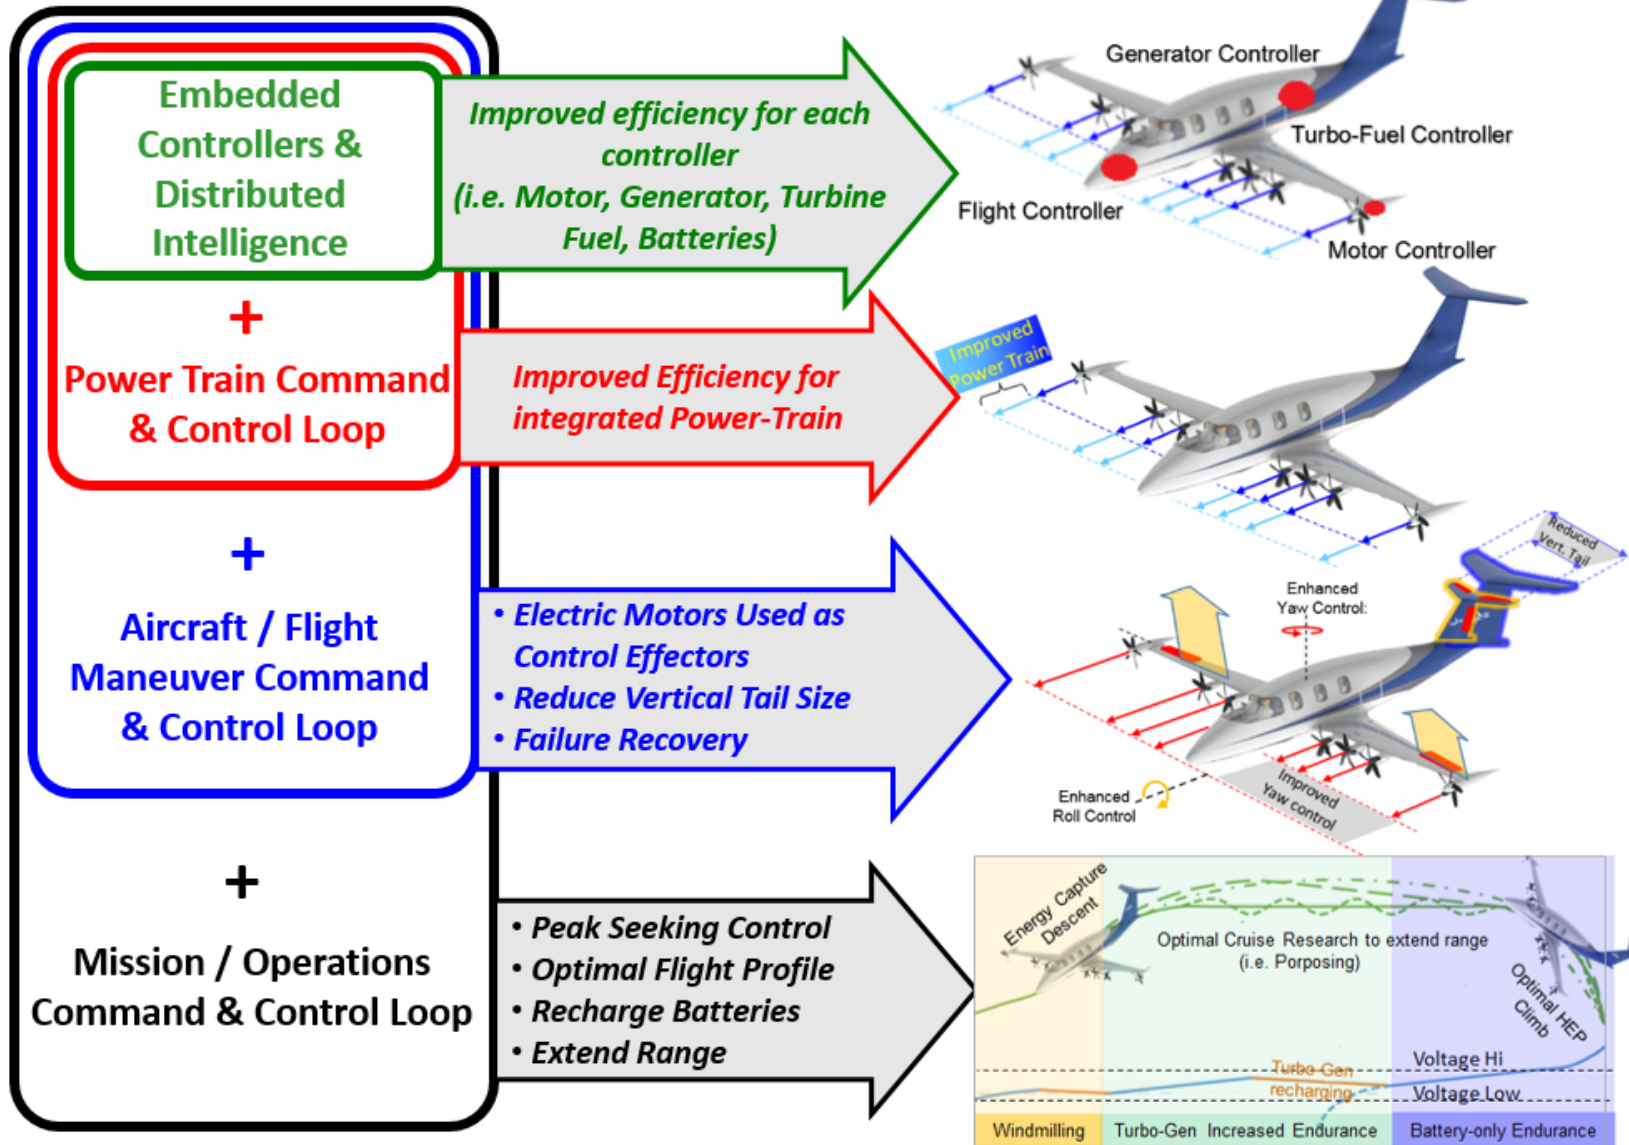 Embedded
Controllers &
Distributed
Intelligence
+
Power Train Command
& Control Loop
+
Aircraft / Flight
Maneuver Command
& Control Loop
+
Mission / Operations
Command & Control Loop
Improved efficiency for each
controller
(i.e. Motor, Generator, Turbine
Fuel, Batteries)
Improved Efficiency for
integrated Power-Train
• Electric Motors Used as
Control Effectors
• Reduce Vertical Tail Size
• Failure Recovery
• Peak Seeking Control
• Optimal Flight Profile
• Recharge Batteries
• Extend Range
Generator Controller
Turbo-Fuel Controller
Flight Controller
Motor Controller
Improved
Power Train
Reduced
Vert. Tail
Enhanced
Yaw Control:
Enhanced
Roll Control
Improved
Yaw control
Energy Capture
Descent
Optimal Cruise Research to extend range
(i.e. Porposing)
Optimal HEP
Climb
Voltage Hi
Turbo Gen
recharging
Voltage Low
Windmilling
Turbo-Gen Increased Endurance
Battery-only Endurance